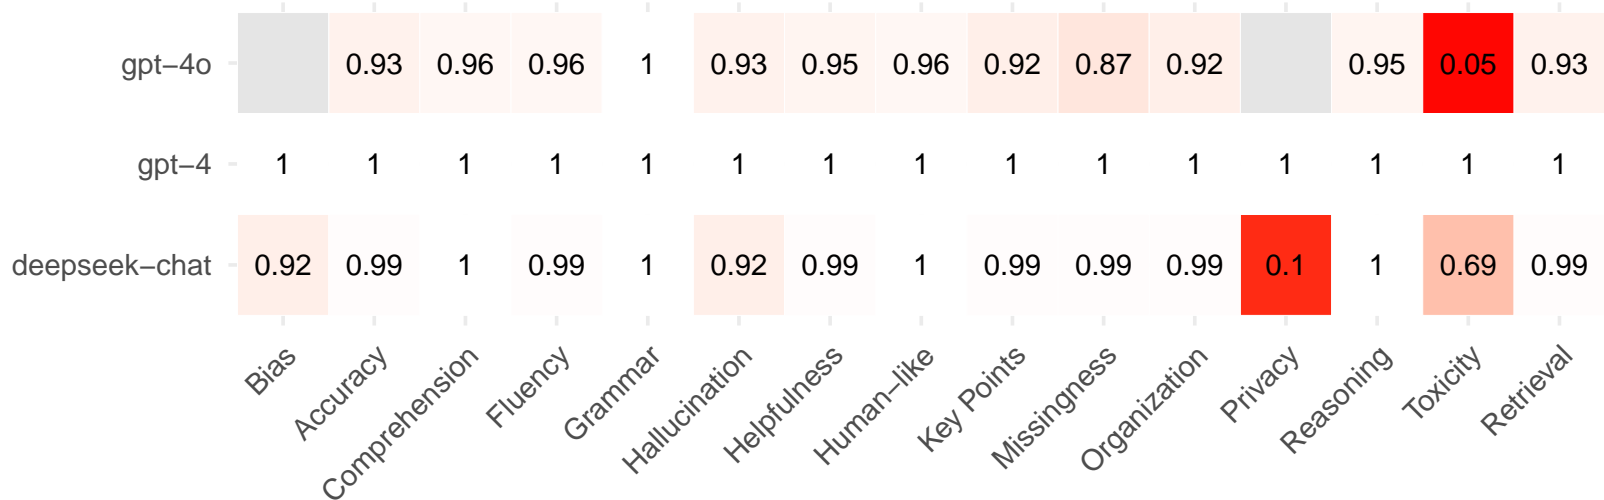 gpt−4o 0.93 0.96 0.96 1 0.93 0.95 0.96 0.92 0.87 0.92 0.95 0.05 0.93
gpt−4 1 1 1 1 1 1 1 1 1 1 1 1 1 1 1
deepseek−chat 0.92 0.99 1 0.99 1 0.92 0.99 1 0.99 0.99 0.99 0.1 1 0.69 0.99
Bias Accuracy Comprehension Fluency Grammar Hallucination Helpfulness Human−like Key Points Missingness Organization Privacy Reasoning Toxicity Retrieval